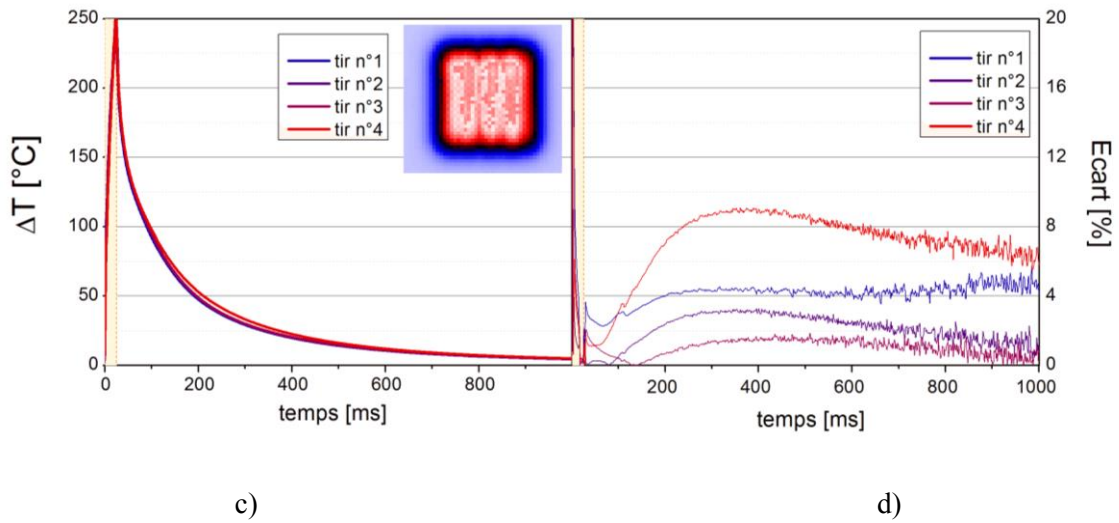 250
200
150
100
50
0
ΔT [°C]
tir n°1
tir n°2
tir n°3
tir n°4
200
400
600
800
temps [ms]
tir n°1
tir n°2
tir n°3
tir n°4
20
16
12
8
4
0
Ecart [%]
200
400
600
800
1000
temps [ms]
0
c)
d)